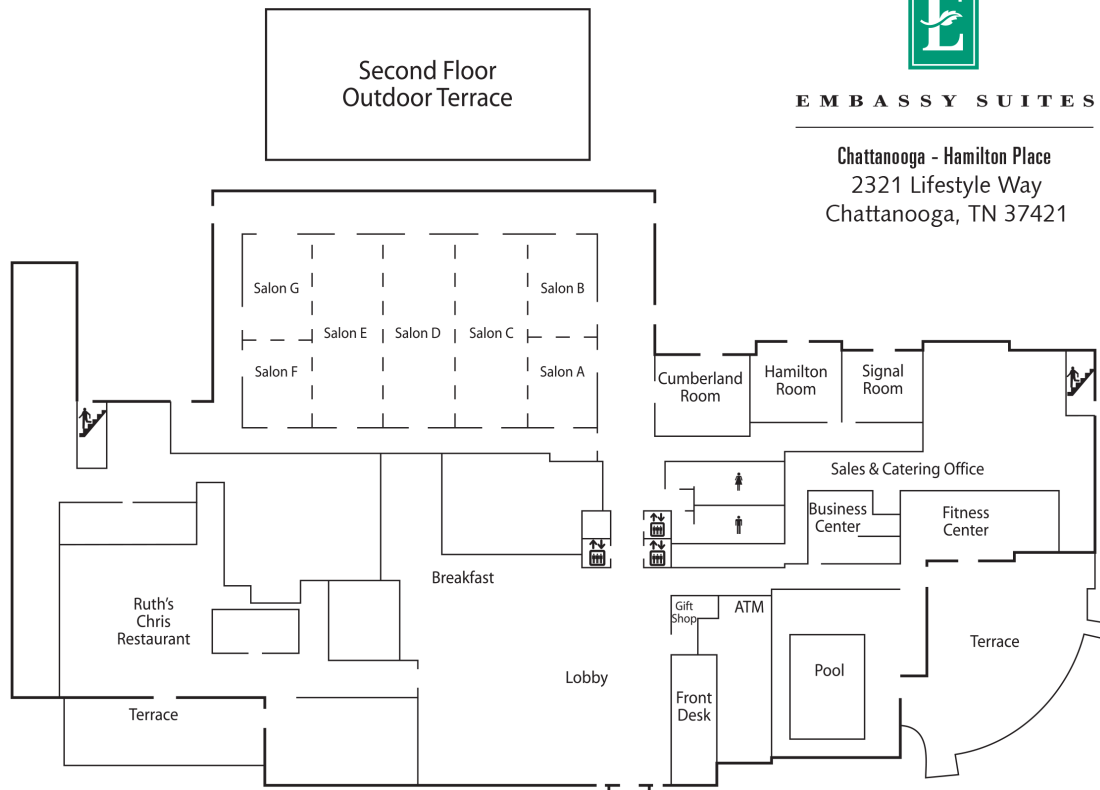 E
EMBASSY SUITES
Chattanooga - Hamilton Place
2321 Lifestyle Way
Chattanooga, TN 37421
Second Floor
Outdoor Terrace
Salon G
Salon B
Salon E
Salon D
Salon C
Salon F
Salon A
Cumberland
Room
Hamilton
Room
Signal
Room
Sales & Catering Office
Business
Center
Fitness
Center
Breakfast
Ruth's
Chris
Restaurant
Gift
Shop
ATM
Terrace
Lobby
Pool
Front
Desk
Terrace